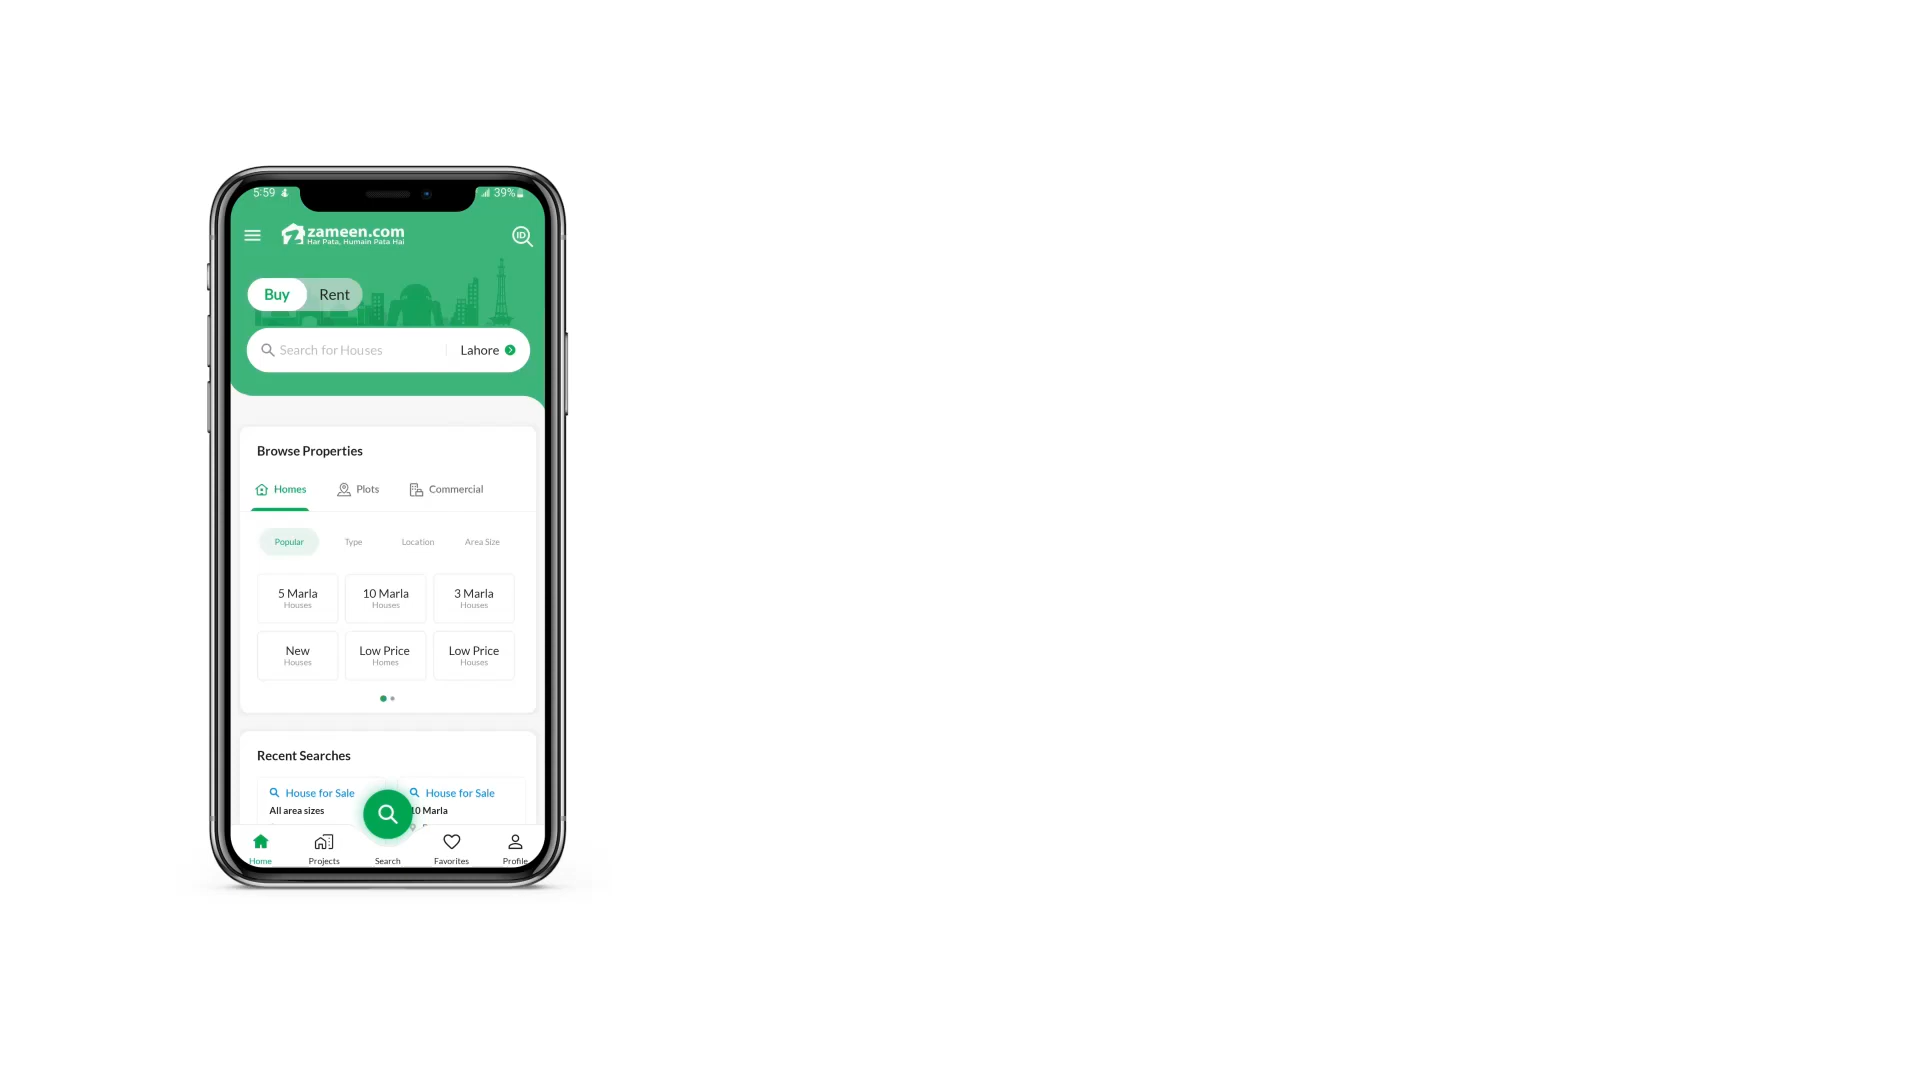 5:59
39%
zameen.com
Har Pata, Humain Pata Hai
ID
Buy Rent
Search for Houses Lahore
Browse Properties
Homes Plots Commercial
Popular Type Location Area Size
5 Marla 10 Marla 3 Marla
Houses Houses Houses
New Low Price Low Price
Houses Homes Houses
Recent Searches
House for Sale House for Sale
All area sizes 10 Marla
Home Projects Search Favorites Profile